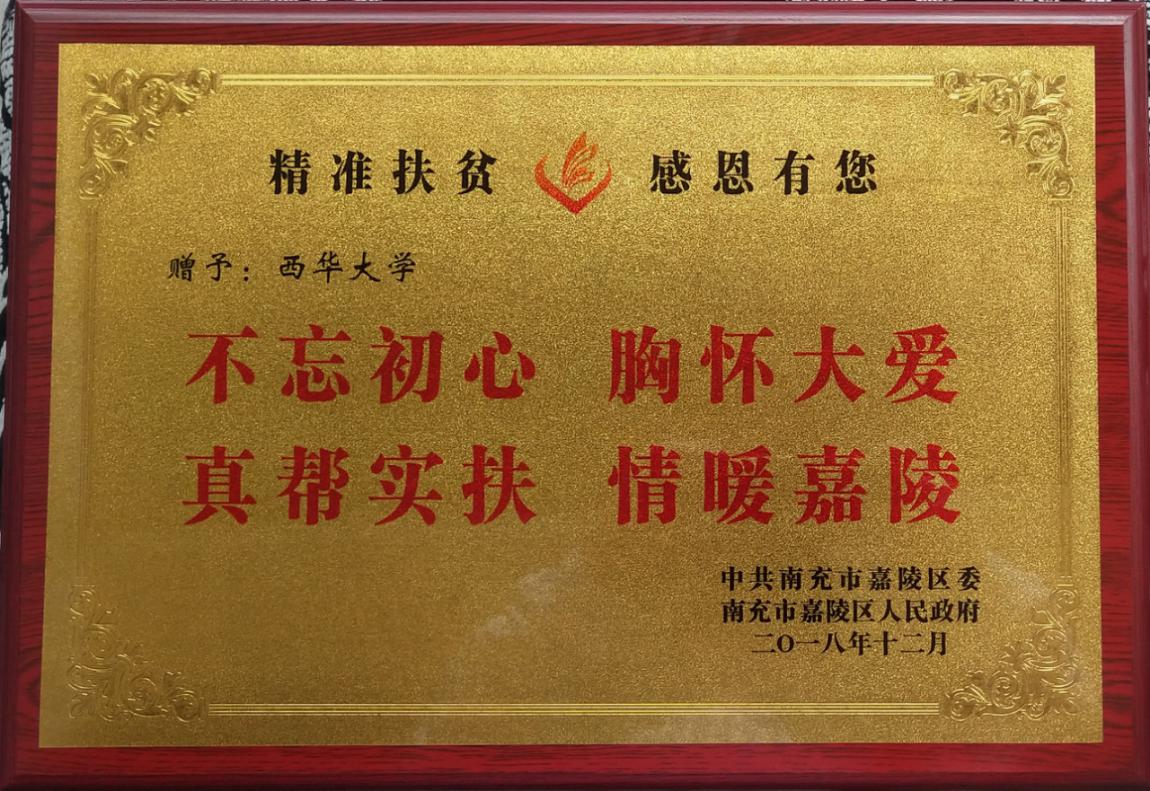 精准扶贫 感恩有您
赠予：西华大学
不忘初心 胸怀大爱
真帮实扶 情暖嘉陵
中共南充市嘉陵区委
南充市嘉陵区人民政府
二O一八年十二月